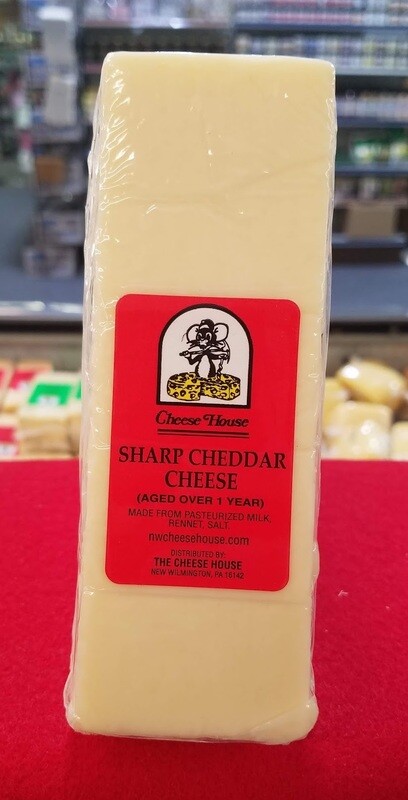 Cheese House
SHARP CHEDDAR
CHEESE
(AGED OVER 1 YEAR)
MADE FROM PASTEURIZED MILK,
RENNET, SALT
nwcheesehouse.com
DISTRIBUTED BY:
THE CHEESE HOUSE
NEW WILMINGTON, PA 16142